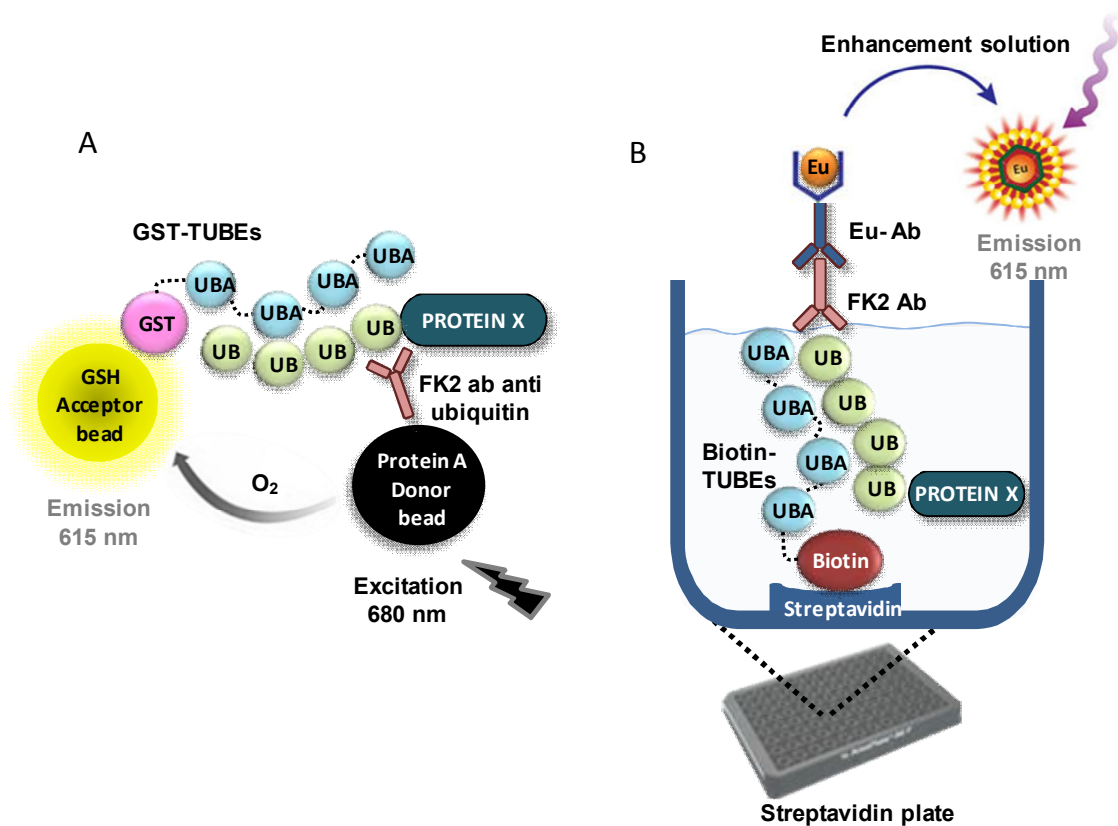 A
GST-TUBEs
UBA
UBA
UBA
UBA
GST
UB
UB
UB
UB
PROTEIN X
GSH
Acceptor
bead
FK2 ab anti
ubiquitin
Protein A
Donor
bead
O2
Emission
615 nm
Excitation
680 nm
B
Enhancement solution
Eu
Eu
Eu- Ab
Emission
615 nm
FK2 Ab
UBA
UB
UBA
UB
UB
Biotin-
TUBEs
UBA
UB
PROTEIN X
UBA
Biotin
Streptavidin
Streptavidin plate